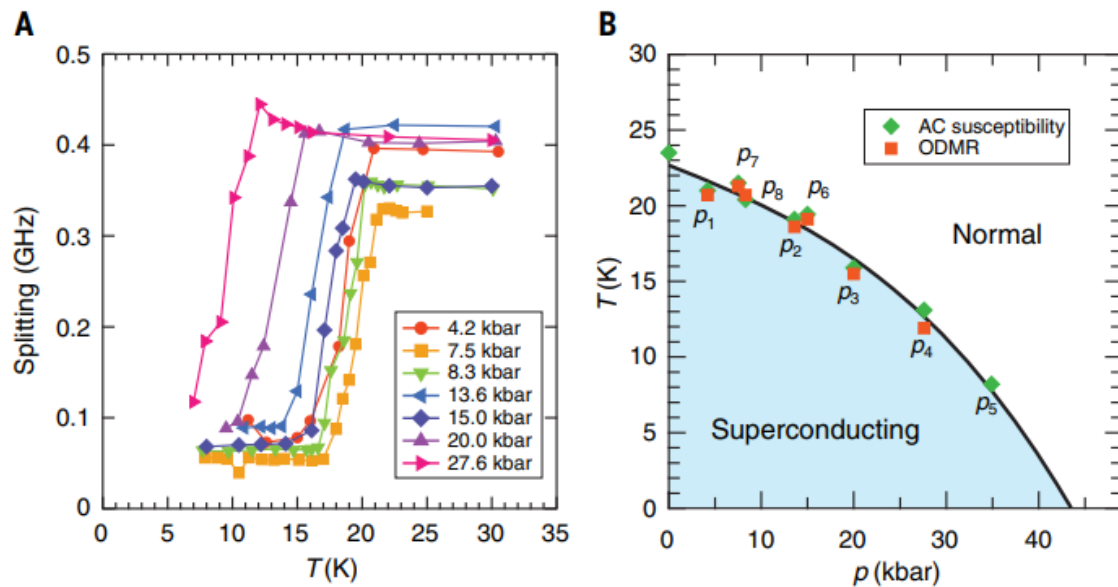 A
Splitting (GHz)
0.5
0.4
0.3
0.2
0.1
0
0 5 10 15 20 25 30 35
T (K)
4.2 kbar
7.5 kbar
8.3 kbar
13.6 kbar
15.0 kbar
20.0 kbar
27.6 kbar
B
T (K)
30
25
20
15
10
5
0
0 10 20 30 40
p (kbar)
AC susceptibility
ODMR
p7
p8 p6
p1
p2
p3
p4
p5
Normal
Superconducting